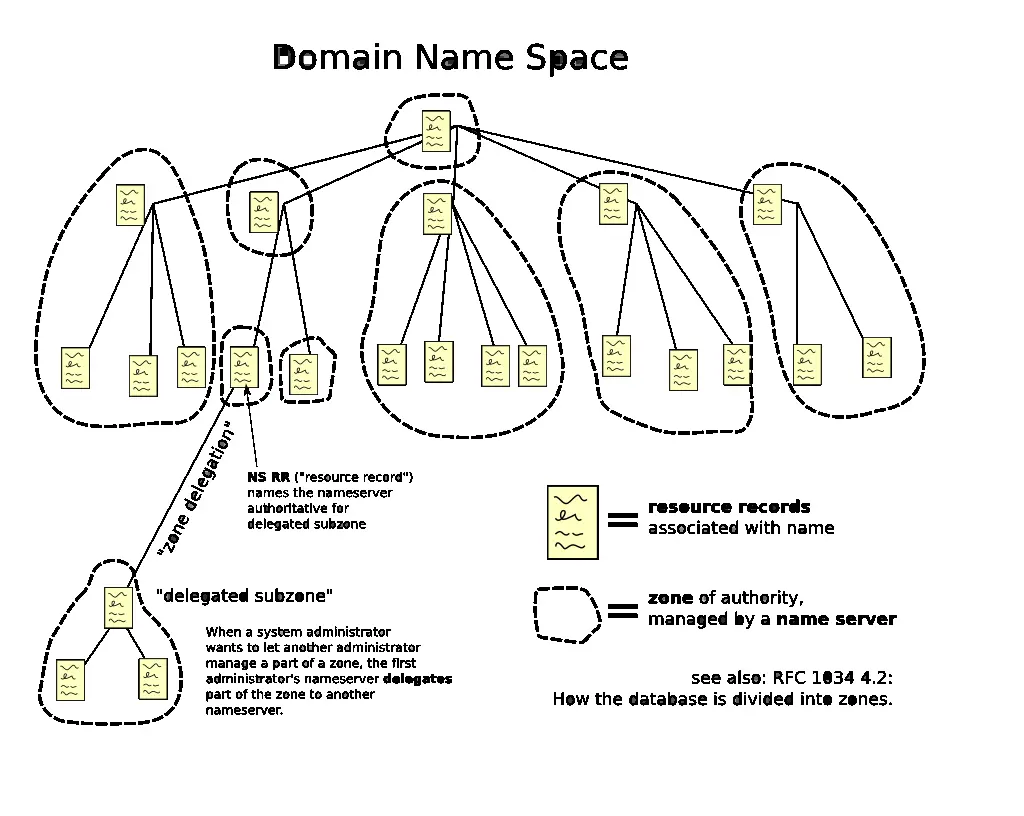 Domain Name Space
"zone delegation"
NS RR ("resource record")
names the nameserver
authoritative for
delegated subzone
resource records
associated with name
"delegated subzone"
zone of authority,
managed by a name server
When a system administrator
wants to let another administrator
manage a part of a zone, the first
administrator's nameserver delegates
part of the zone to another
nameserver.
see also: RFC 1034 4.2:
How the database is divided into zones.